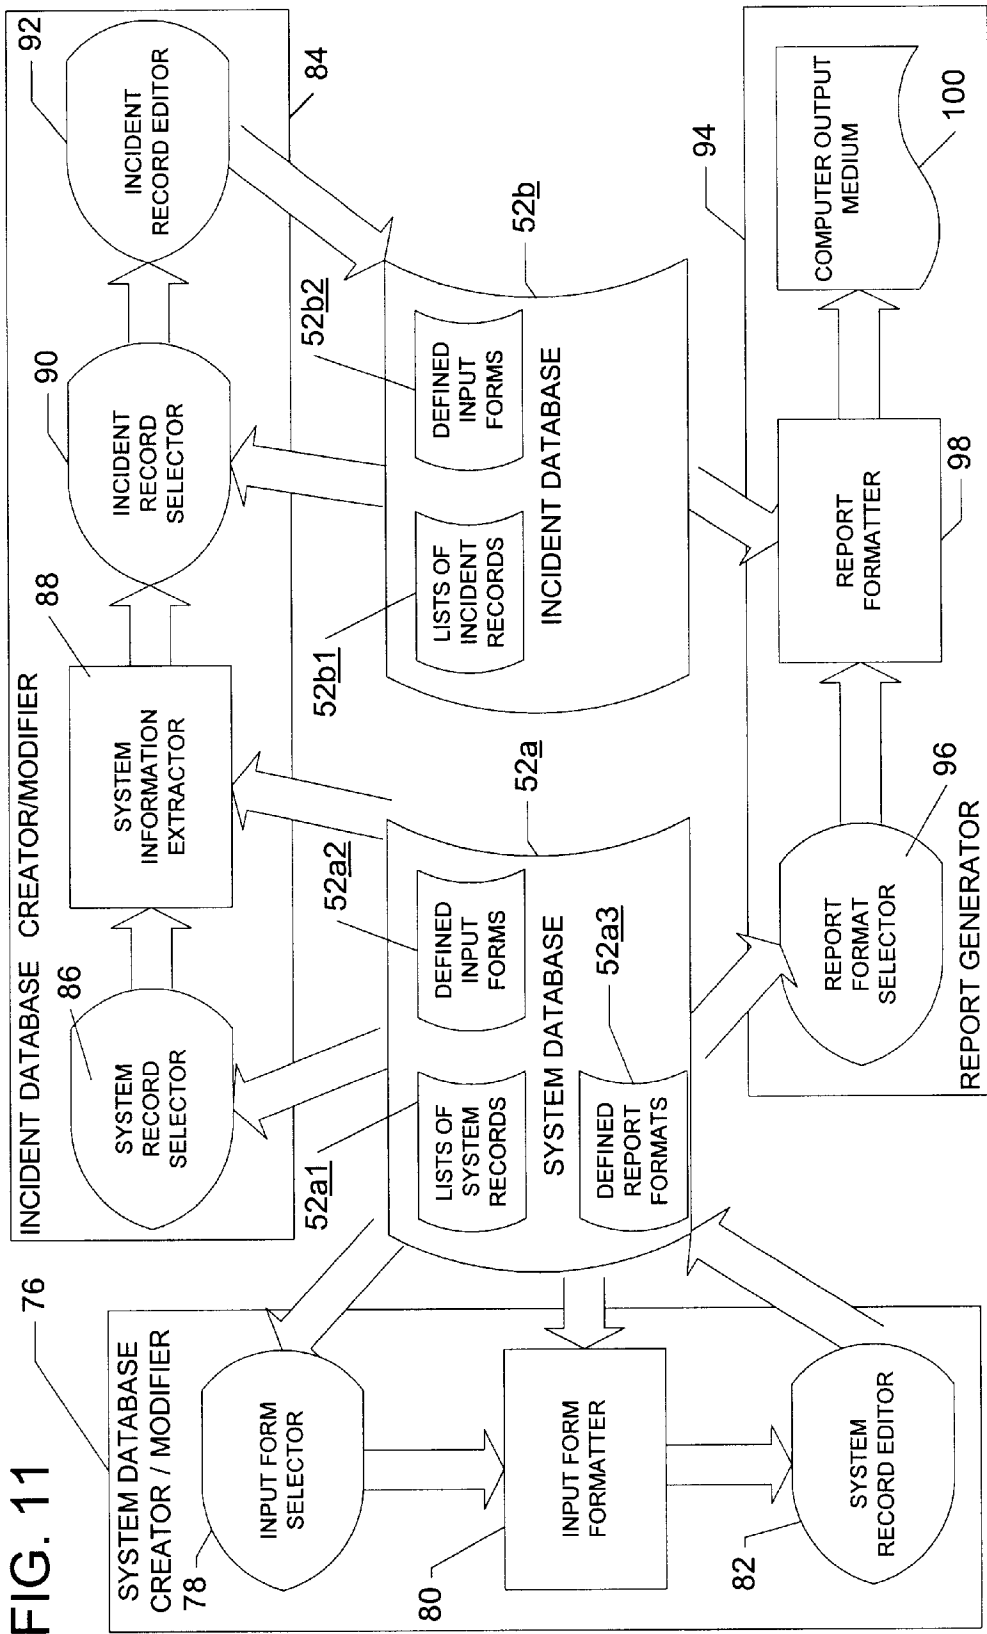 FIG. 11
76
SYSTEM DATABASE
CREATOR / MODIFIER
78
INPUT FORM
SELECTOR
80
INPUT FORM
FORMATTER
82
SYSTEM
RECORD EDITOR
INCIDENT DATABASE CREATOR/MODIFIER
84
86
SYSTEM
RECORD
SELECTOR
88
SYSTEM
INFORMATION
EXTRACTOR
90
INCIDENT
RECORD
SELECTOR
92
INCIDENT
RECORD EDITOR
52a
52a1
LISTS OF
SYSTEM
RECORDS
52a2
DEFINED
INPUT
FORMS
SYSTEM DATABASE
52a3
DEFINED
REPORT
FORMATS
52b
52b1
LISTS OF
INCIDENT
RECORDS
52b2
DEFINED
INPUT
FORMS
INCIDENT DATABASE
94
96
REPORT
FORMAT
SELECTOR
REPORT
FORMATTER
98
COMPUTER OUTPUT
MEDIUM
100
REPORT GENERATOR